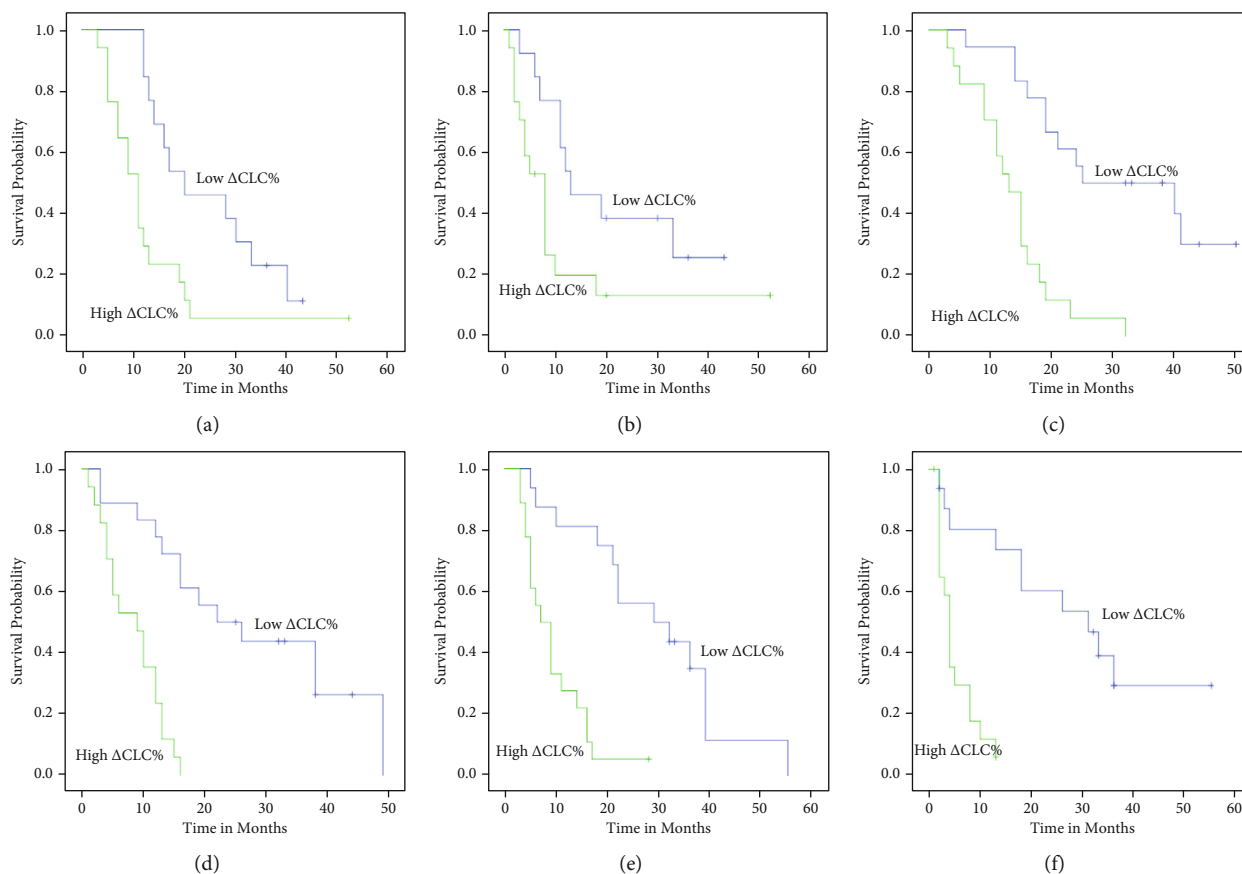 1.0
0.8
0.6
0.4
0.2
0.0
Survival Probability
Low ΔCLC%
High ΔCLC%
0 10 20 30 40 50 60
Time in Months
(a)
1.0
0.8
0.6
0.4
0.2
0.0
Survival Probability
Low ΔCLC%
High ΔCLC%
0 10 20 30 40 50 60
Time in Months
(b)
1.0
0.8
0.6
0.4
0.2
0.0
Survival Probability
Low ΔCLC%
High ΔCLC%
0 10 20 30 40 50
Time in Months
(c)
1.0
0.8
0.6
0.4
0.2
0.0
Survival Probability
Low ΔCLC%
High ΔCLC%
0 10 20 30 40 50
Time in Months
(d)
1.0
0.8
0.6
0.4
0.2
0.0
Survival Probability
Low ΔCLC%
High ΔCLC%
0 10 20 30 40 50 60
Time in Months
(e)
1.0
0.8
0.6
0.4
0.2
0.0
Survival Probability
Low ΔCLC%
High ΔCLC%
0 10 20 30 40 50 60
Time in Months
(f)